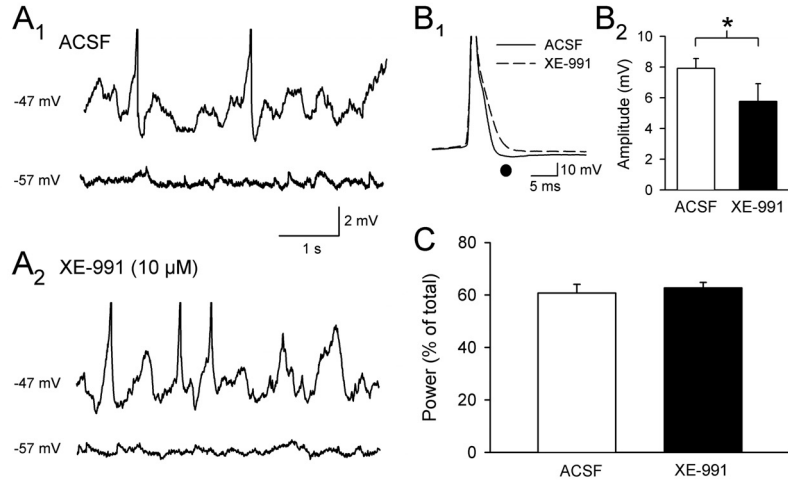 A1
ACSF
-47 mV
-57 mV
2 mV
1 s
A2 XE-991 (10 µM)
-47 mV
-57 mV
B1
ACSF
XE-991
10 mV
5 ms
B2
*
Amplitude (mV)
10
8
6
4
2
0
ACSF XE-991
C
Power (% of total)
80
60
40
20
0
ACSF XE-991